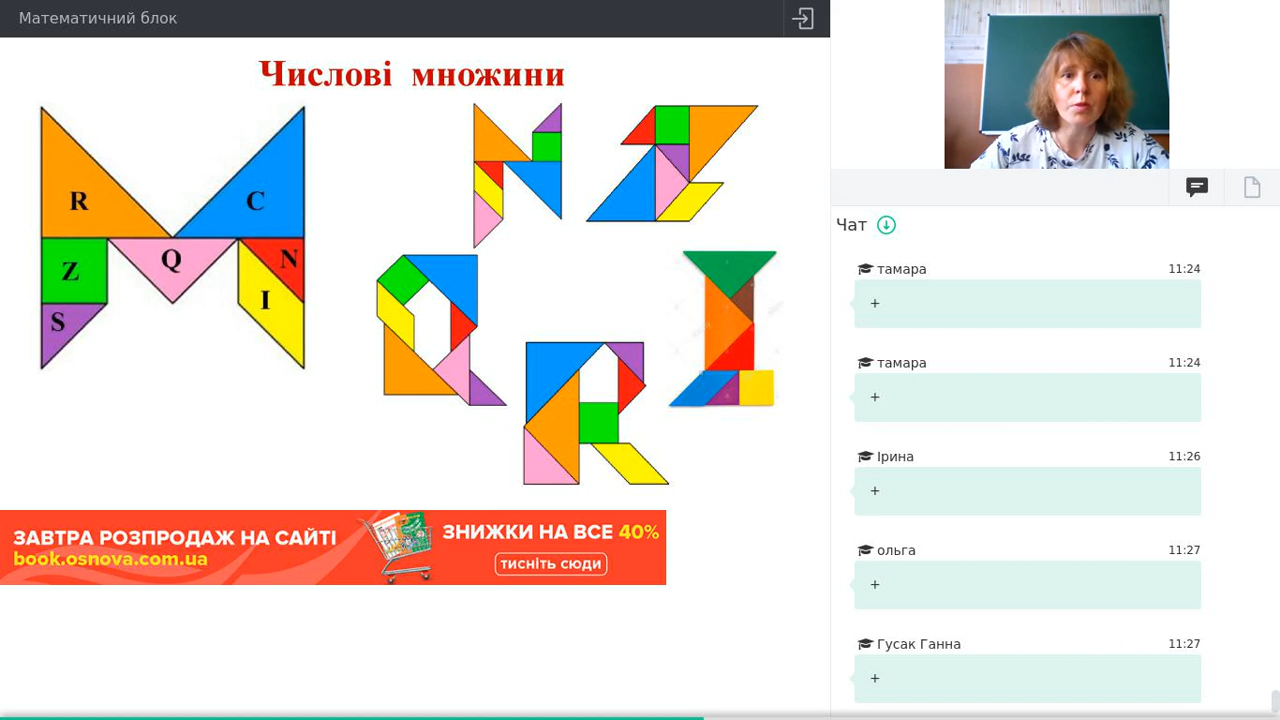 Математичний блок
Числові множини
R
C
Z
Q
N
S
I
ЗАВТРА РОЗПРОДАЖ НА САЙТІ
book.osnova.com.ua
ЗНИЖКИ НА ВСЕ 40%
тисніть сюди
Чат
тамара 11:24
+
тамара 11:24
+
Ірина 11:26
+
ольга 11:27
+
Гусак Ганна 11:27
+